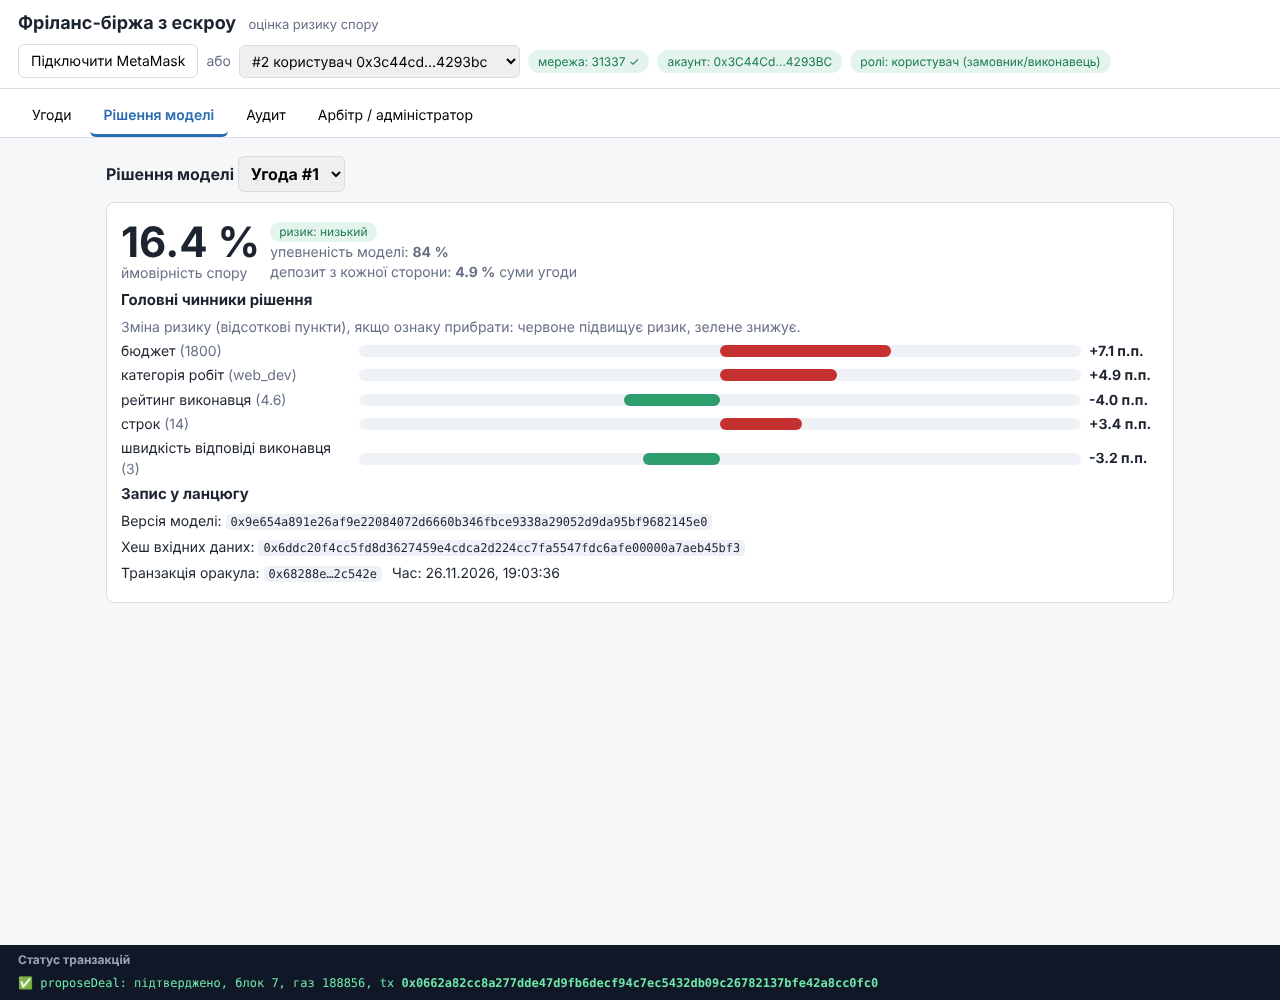 Фріланс-біржа з ескроу оцінка ризику спору
Підключити MetaMask або #2 користувач 0x3c44cd…4293bc мережа: 31337 ✓ акаунт: 0x3C44Cd…4293BC ролі: користувач (замовник/виконавець)
Угоди Рішення моделі Аудит Арбітр / адміністратор
Рішення моделі Угода #1
16.4 % ризик: низький
упевненість моделі: 84 %
ймовірність спору депозит з кожної сторони: 4.9 % суми угоди
Головні чинники рішення
Зміна ризику (відсоткові пункти), якщо ознаку прибрати: червоне підвищує ризик, зелене знижує.
бюджет (1800) +7.1 п.п.
категорія робіт (web_dev) +4.9 п.п.
рейтинг виконавця (4.6) -4.0 п.п.
строк (14) +3.4 п.п.
швидкість відповіді виконавця (3) -3.2 п.п.
Запис у ланцюгу
Версія моделі: 0x9e654a891e26af9e22084072d6660b346fbce9338a29052d9da95bf9682145e0
Хеш вхідних даних: 0x6ddc20f4cc5fd8d3627459e4cdca2d224cc7fa5547fdc6afe00000a7aeb45bf3
Транзакція оракула: 0x68288e…2c542e Час: 26.11.2026, 19:03:36
Статус транзакцій
✅ proposeDeal: підтверджено, блок 7, газ 188856, tx 0x0662a82cc8a277dde47d9fb6decf94c7ec5432db09c26782137bfe42a8cc0fc0